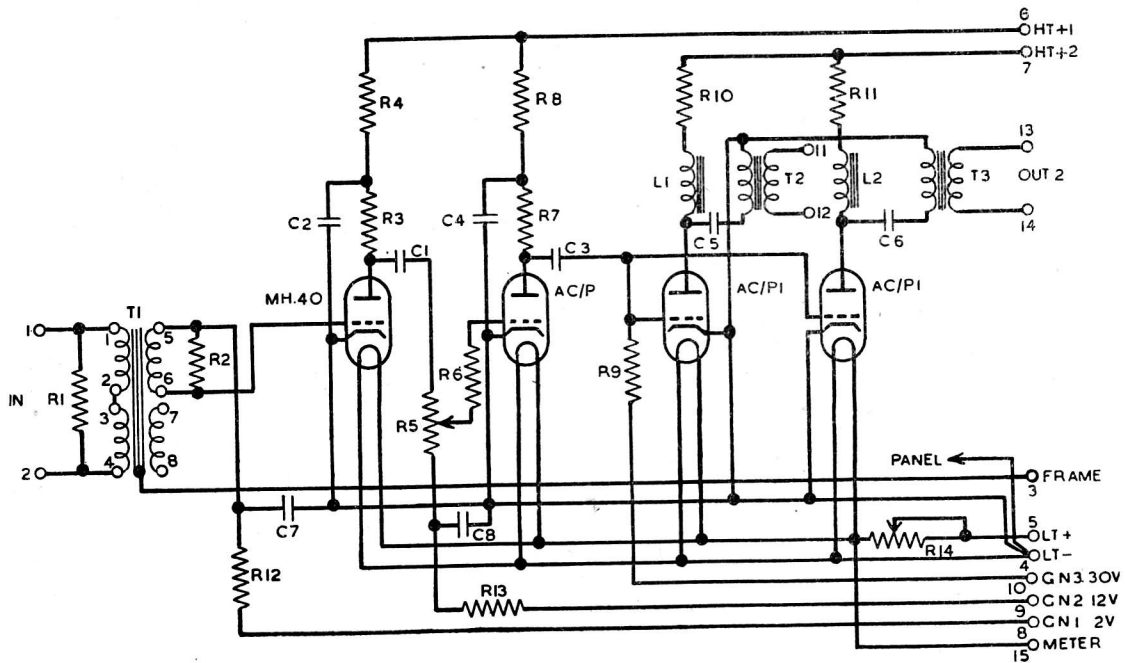 6
HT+1
HT+2
7
R4
R8
R10
R11
13
11
L1
T2
L2
T3
OUT 2
12
14
C2
R3
C4
R7
C5
C6
C1
C3
MH.40
AC/P
AC/P1
AC/P1
T1
1
1
5
R2
2
6
R6
R9
IN
R1
3
7
R5
4
8
2
PANEL
FRAME
3
5
LT+
C7
C8
R14
LT-
4
R12
GN3.30V
R13
10
GN2 12V
9
GN1 2V
8
METER
15